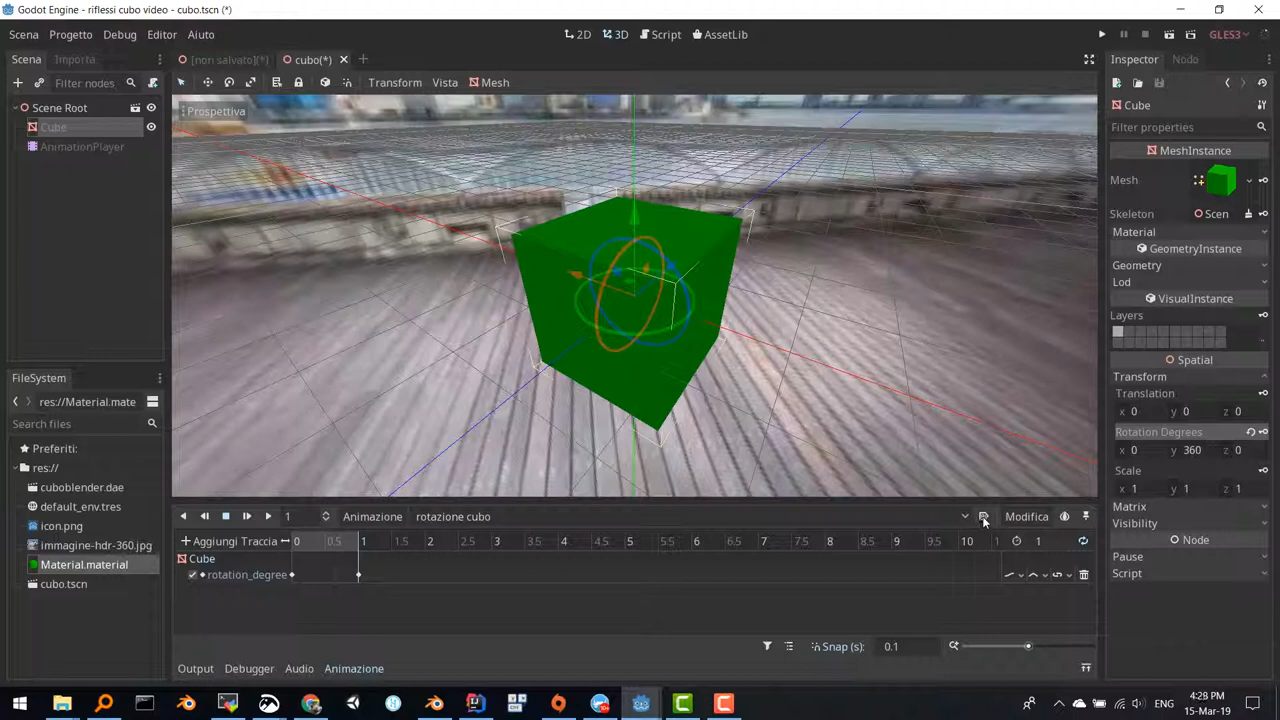 Godot Engine - riflessi cubo video - cubo.tscn (*)
Scena Progetto Debug Editor Aiuto
2D 3D Script AssetLib
GLES3
Scena Importa
[non salvato](*) cubo(*)
Inspector Node
Filter nodes
Transform Vista Mesh
Scene Root
Cube
AnimationPlayer
Prospettiva
Cube
Filter properties
MeshInstance
Mesh
Skeleton Scen
Material
GeometryInstance
Geometry
Lod
VisualInstance
Layers
Spatial
Transform
Translation
x 0 y 0 z 0
Rotation Degrees
x 0 y 360 z 0
Scale
x 1 y 1 z 1
Matrix
Visibility
Node
Pause
Script
FileSystem
res://Material.mate
Search files
Preferiti:
res://
cuboblender.dae
default_env.tres
icon.png
immagine-hdr-360.jpg
Material.material
cubo.tscn
1 Animazione rotazione cubo Modifica
Aggiungi Traccia 0 0.5 1 1.5 2 2.5 3 3.5 4 4.5 5 5.5 6 6.5 7 7.5 8 8.5 9 9.5 10 1 1
Cube
rotation_degree
Snap (s): 0.1
Output Debugger Audio Animazione
10+
ENG
4:28 PM
15-Mar-19